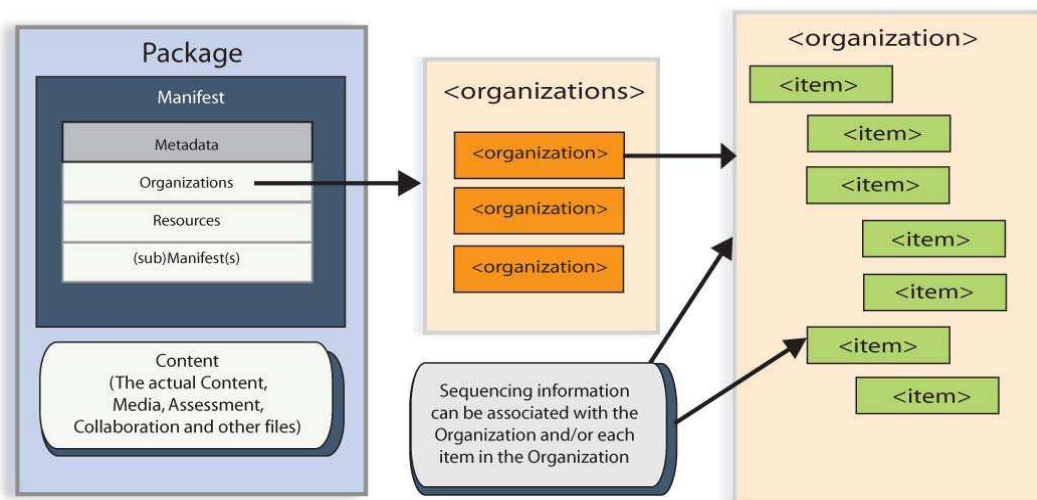 Package
Manifest
Metadata
Organizations
Resources
(sub)Manifest(s)
Content
(The actual Content,
Media, Assessment,
Collaboration and other files)
<organizations>
<organization>
<organization>
<organization>
Sequencing information
can be associated with the
Organization and/or each
item in the Organization
<organization>
<item>
<item>
<item>
<item>
<item>
<item>
<item>